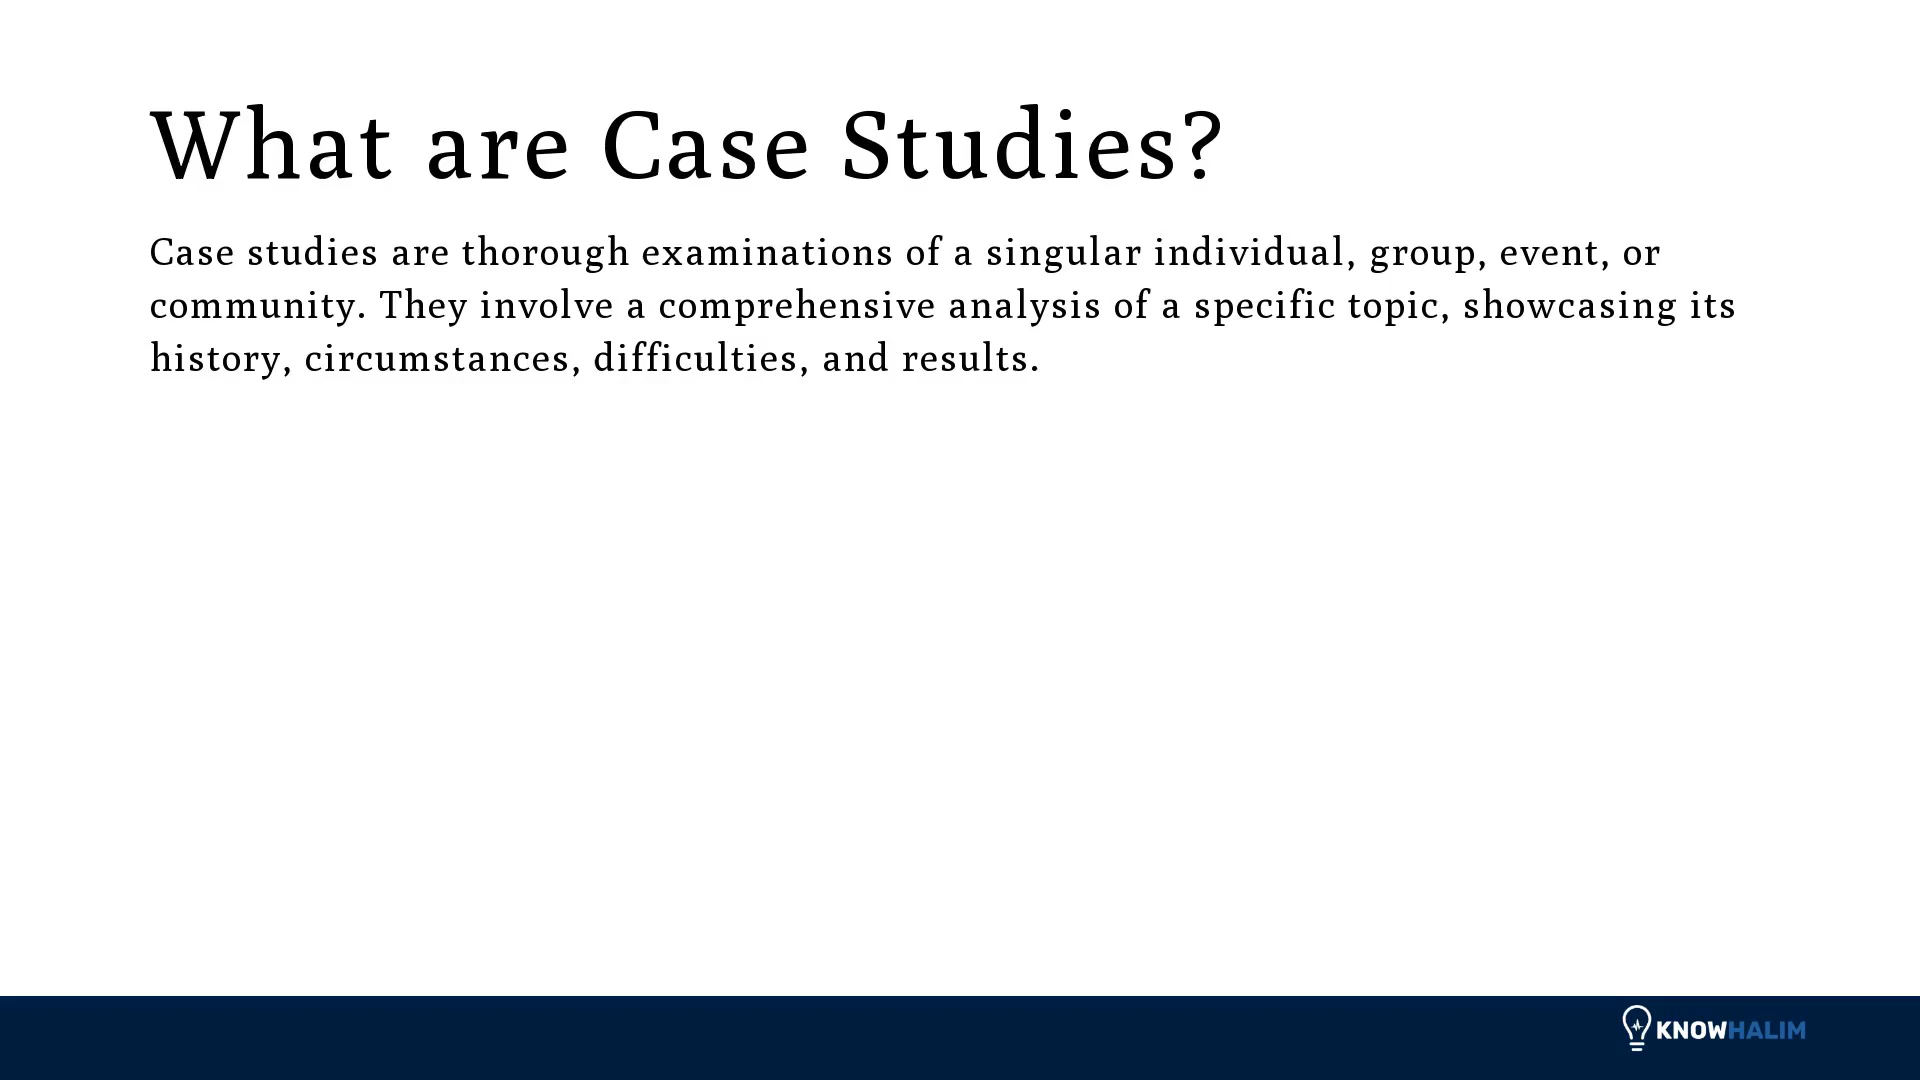 What are Case Studies?
Case studies are thorough examinations of a singular individual, group, event, or
community. They involve a comprehensive analysis of a specific topic, showcasing its
history, circumstances, difficulties, and results.
KNOWHALIM